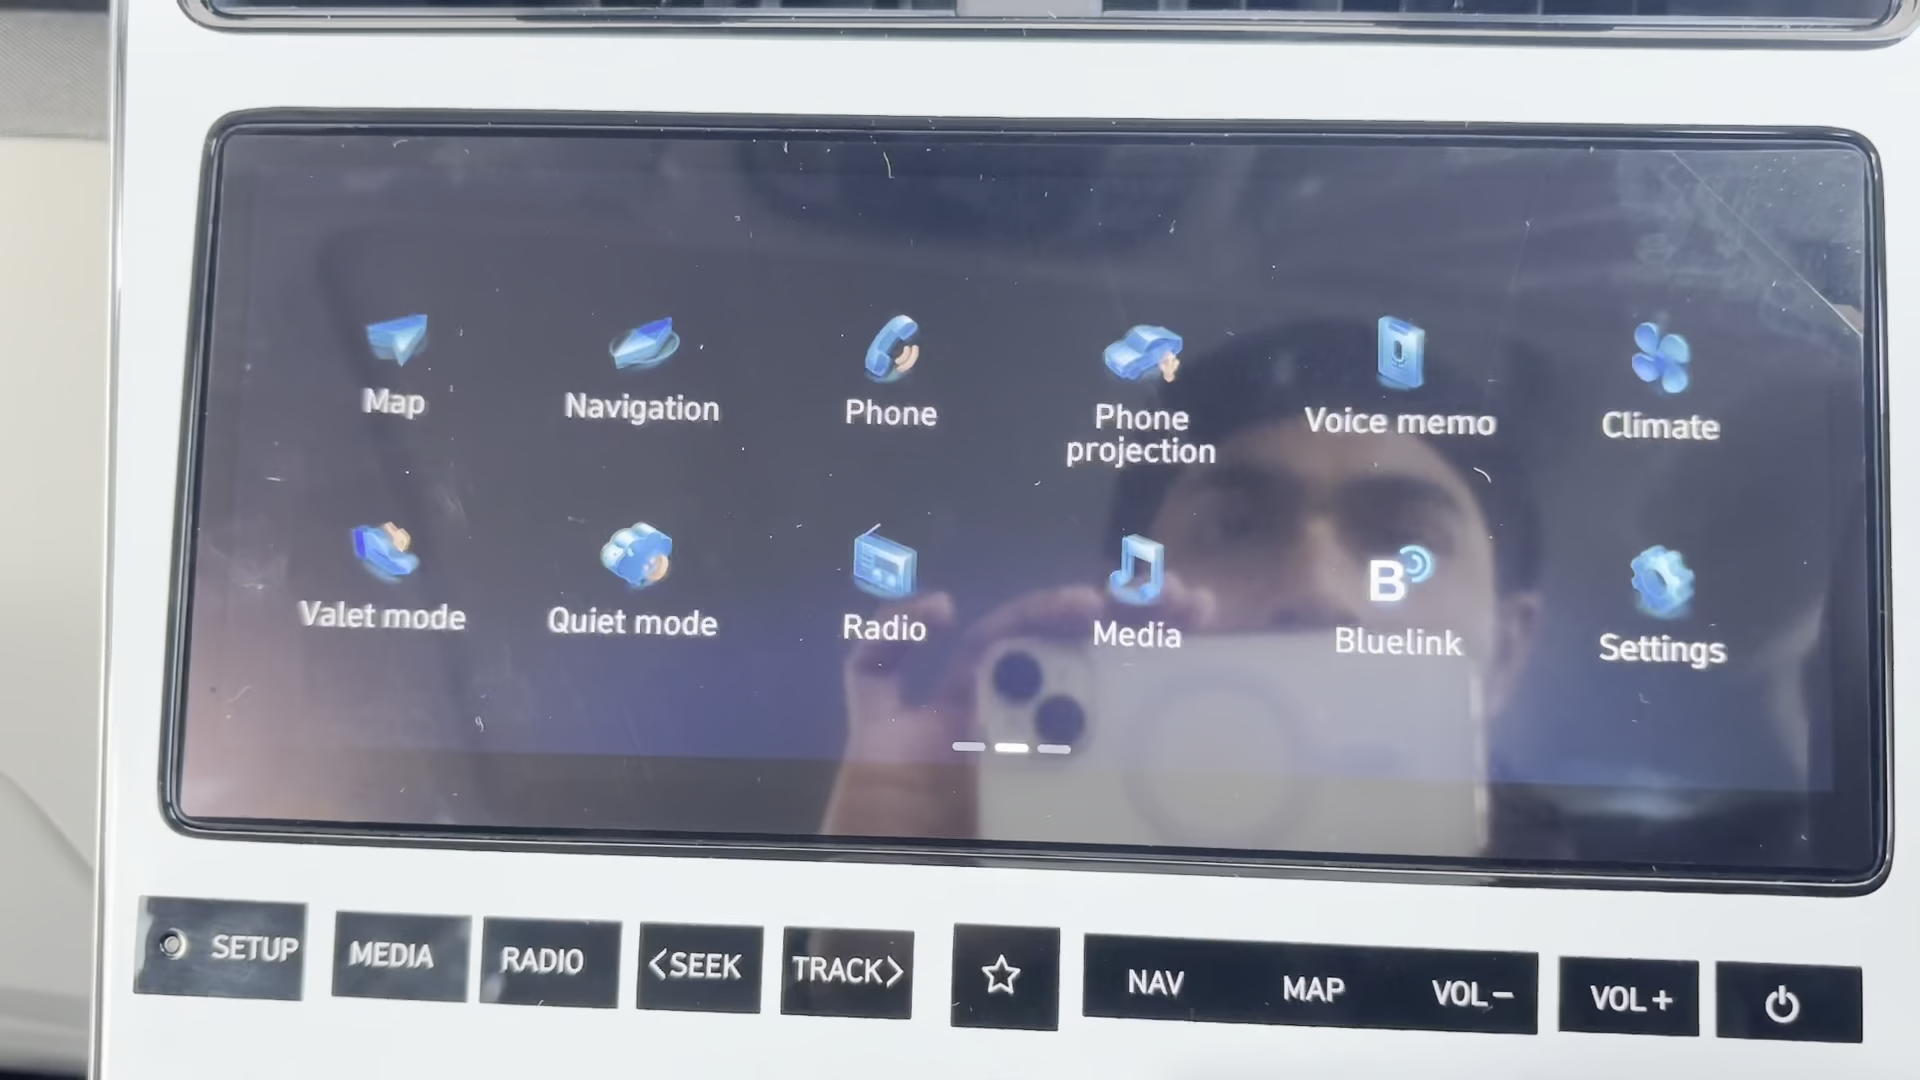 Map
Navigation
Phone
Phone
projection
Voice memo
Climate
Valet mode
Quiet mode
Radio
Media
B
Bluelink
Settings
SETUP
MEDIA
RADIO
<SEEK
TRACK>
NAV
MAP
VOL−
VOL+